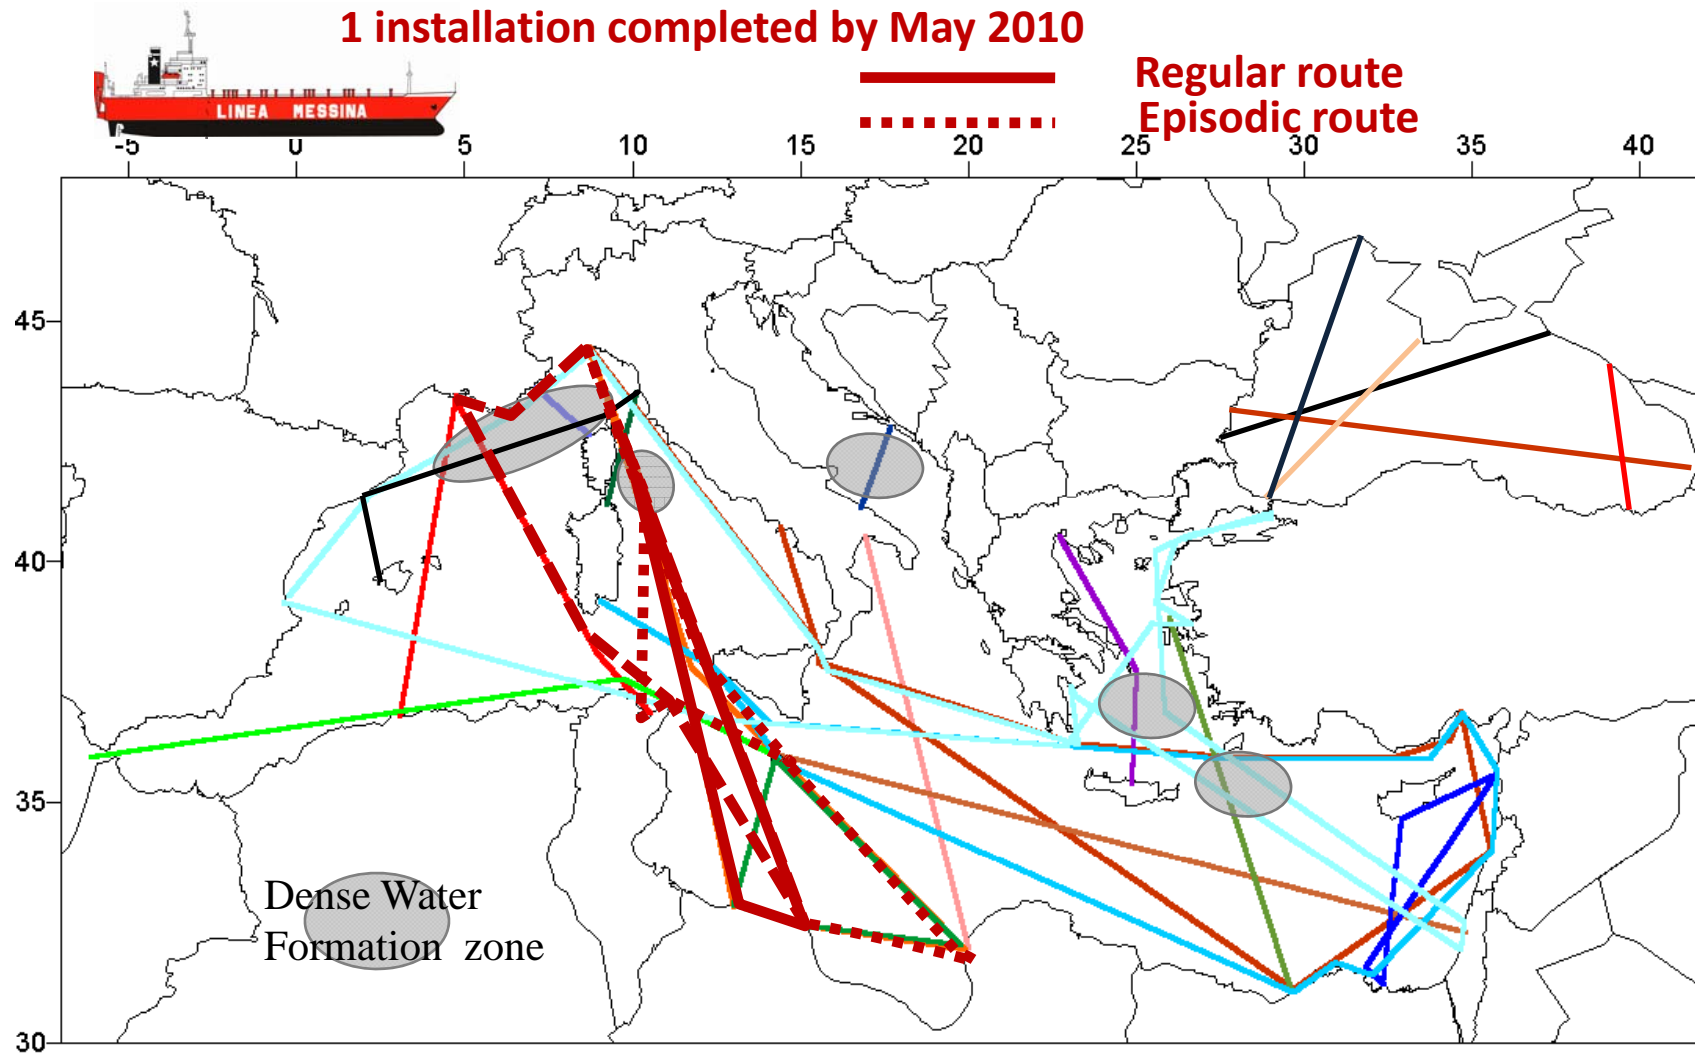 1 installation completed by May 2010
Regular route
Episodic route
LINEA MESSINA
-5 0 5 10 15 20 25 30 35 40
45
40
35
30
Dense Water
Formation zone